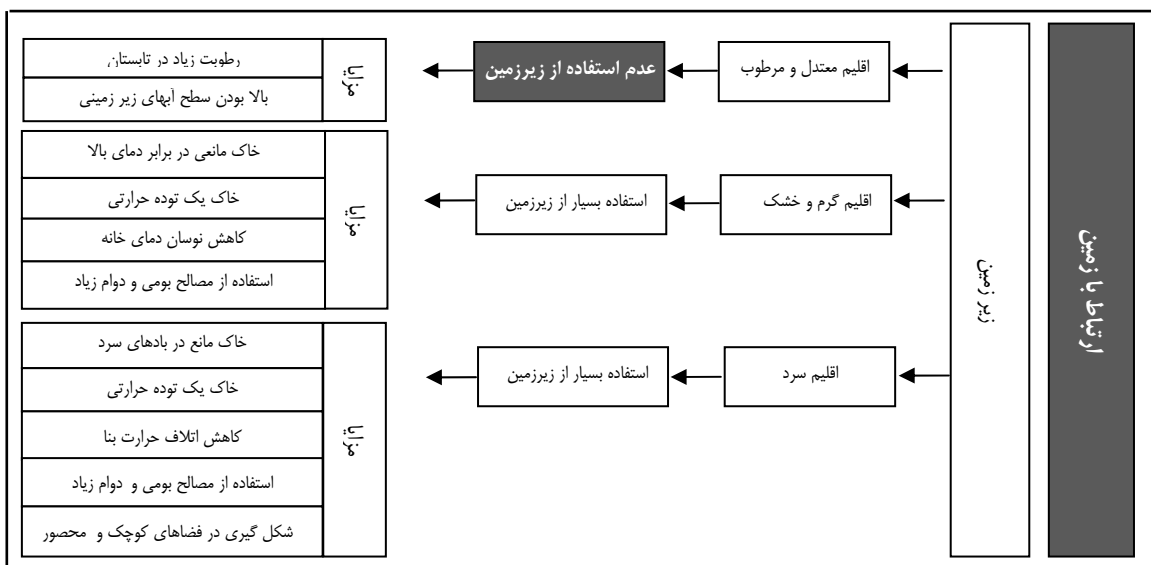 ارتباط با زمین
زیر زمین
اقلیم معتدل و مرطوب
عدم استفاده از زیرزمین
مزایا
رطوبت زیاد در تابستان
بالا بودن سطح آبهای زیر زمینی
اقلیم گرم و خشک
استفاده بسیار از زیرزمین
مزایا
خاک مانعی در برابر دمای بالا
خاک یک توده حرارتی
کاهش نوسان دمای خانه
استفاده از مصالح بومی و دوام زیاد
اقلیم سرد
استفاده بسیار از زیرزمین
مزایا
خاک مانع در بادهای سرد
خاک یک توده حرارتی
کاهش اتلاف حرارت بنا
استفاده از مصالح بومی و دوام زیاد
شکل گیری در فضاهای کوچک و محصور